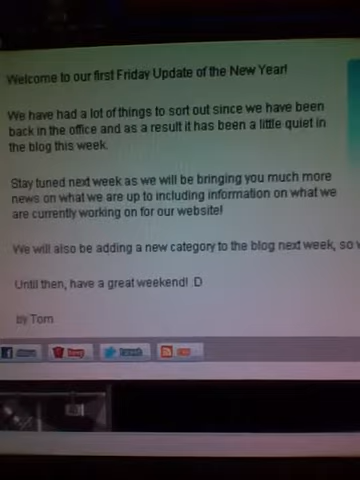 Welcome to our first Friday Update of the New Year!
We have had a lot of things to sort out since we have been
back in the office and as a result it has been a little quiet in
the blog this week.
Stay tuned next week as we will be bringing you much more
news on what we are up to including information on what we
are currently working on for our website!
We will also be adding a new category to the blog next week, so
Until then, have a great weekend! :D
by Tom